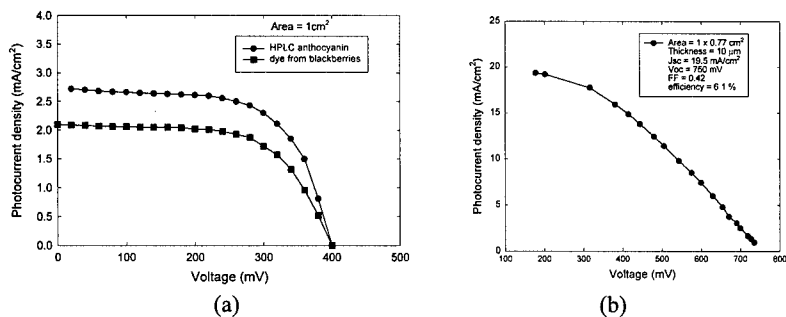 Area = 1cm²
HPLC anthocyanin
dye from blackberries
Photocurrent density (mA/cm²)
4.0
3.5
3.0
2.5
2.0
1.5
1.0
0.5
0.0
0
100
200
300
400
500
Voltage (mV)
(a)
Area = 1 x 0.77 cm²
Thickness = 10 µm
Jsc = 19.5 mA/cm²
Voc = 750 mV
FF = 0.42
efficiency = 6 1 %
Photocurrent density (mA/cm²)
25
20
15
10
5
0
100
200
300
400
500
600
700
800
Voltage (mV)
(b)